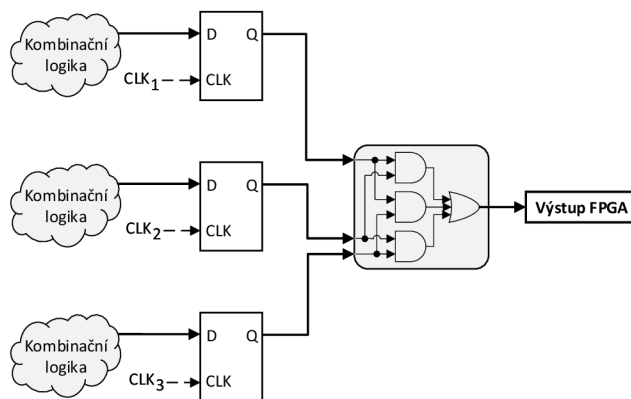 Kombinační
logika
D Q
CLK1
CLK
Kombinační
logika
D Q
CLK2
CLK
Výstup FPGA
Kombinační
logika
D Q
CLK3
CLK